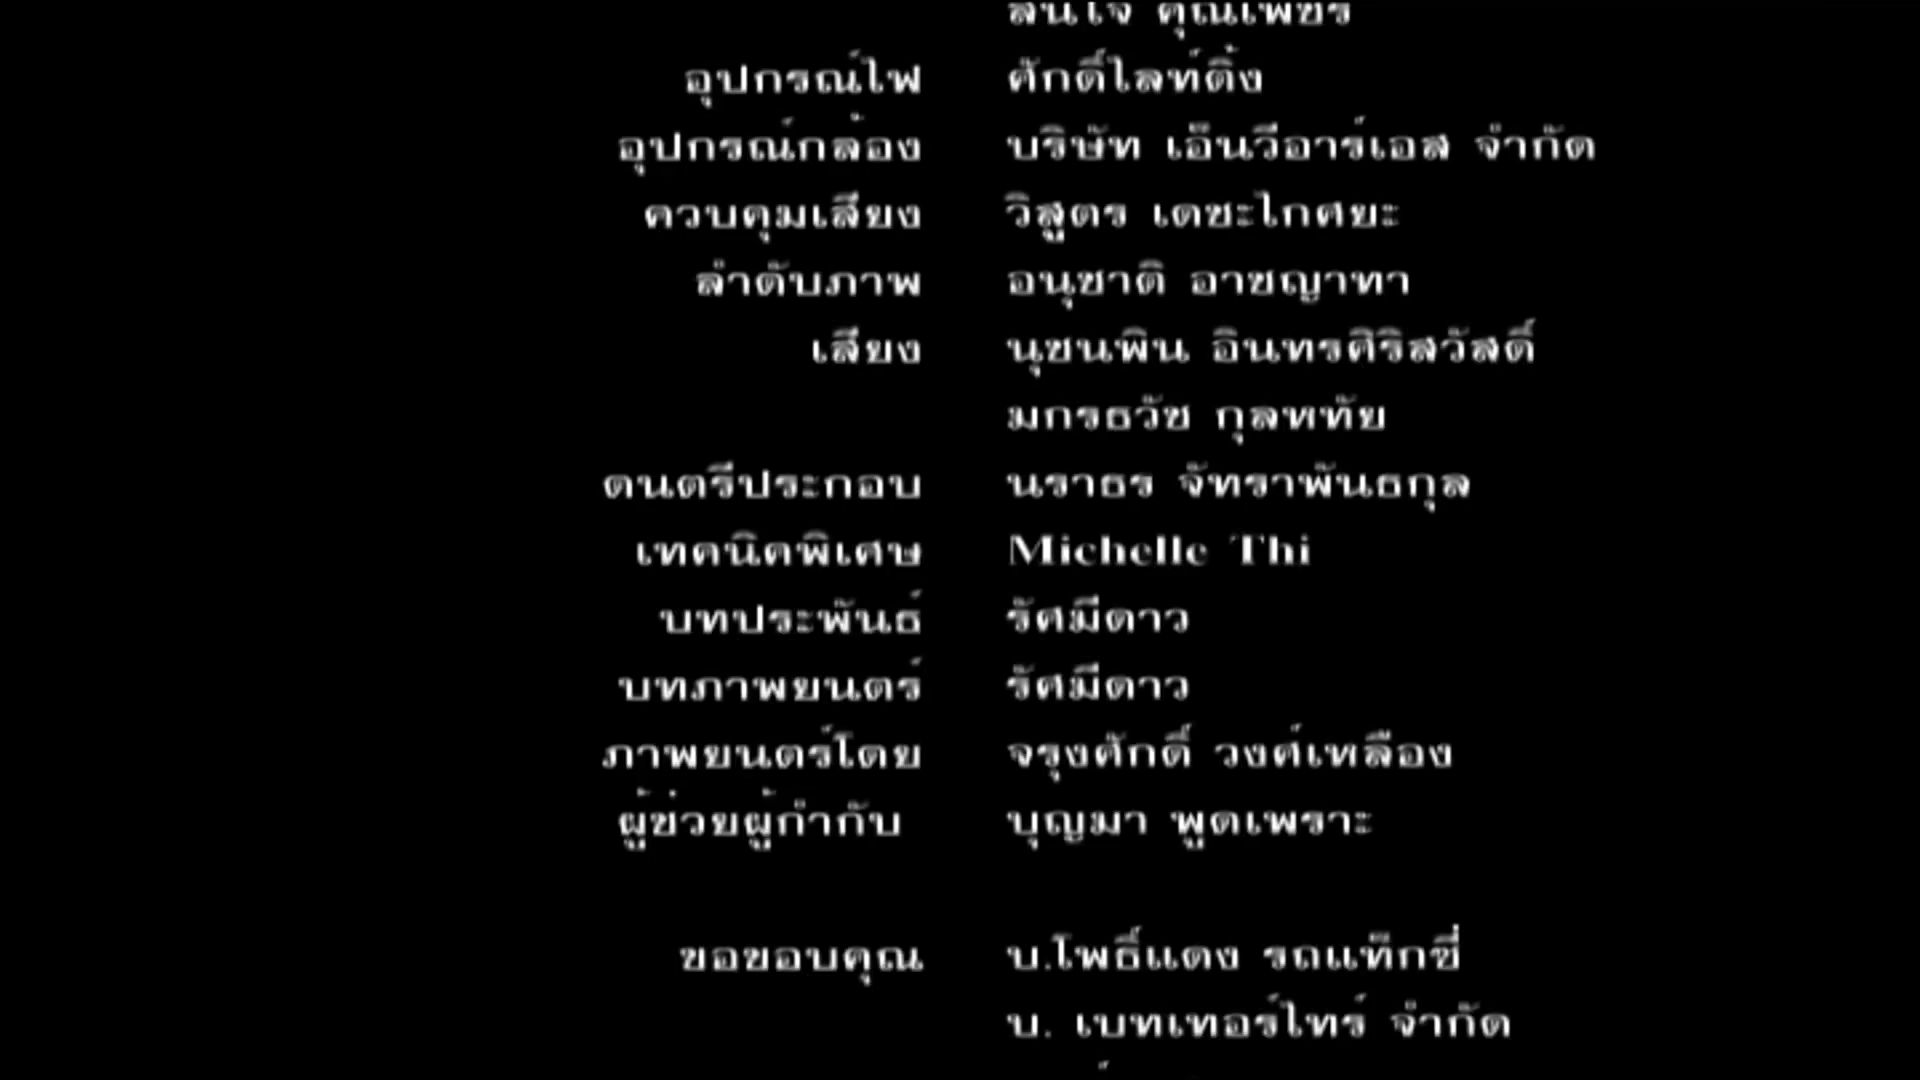 อุปกรณ์ไฟ ศักดิ์ไลท์ติ้ง
อุปกรณ์กล้อง บริษัท เอ็นวีอาร์เอส จำกัด
ควบคุมเสียง วิสูตร เดชะไกศยะ
ลำดับภาพ อนุชาติ อาชญาทา
เสียง นุชนพิน อินทรศิริสวัสดิ์
มกรธวัช กุลหทัย
ดนตรีประกอบ นราธร จัทราพันธกุล
เทคนิคพิเศษ Michelle Thi
บทประพันธ์ รัศมีดาว
บทภาพยนตร์ รัศมีดาว
ภาพยนตร์โดย จรุงศักดิ์ วงศ์เหลือง
ผู้ช่วยผู้กำกับ บุญมา พูดเพราะ
ขอขอบคุณ บ.โพธิ์แดง รถแท็กซี่
บ. เบทเทอร์ไทร์ จำกัด